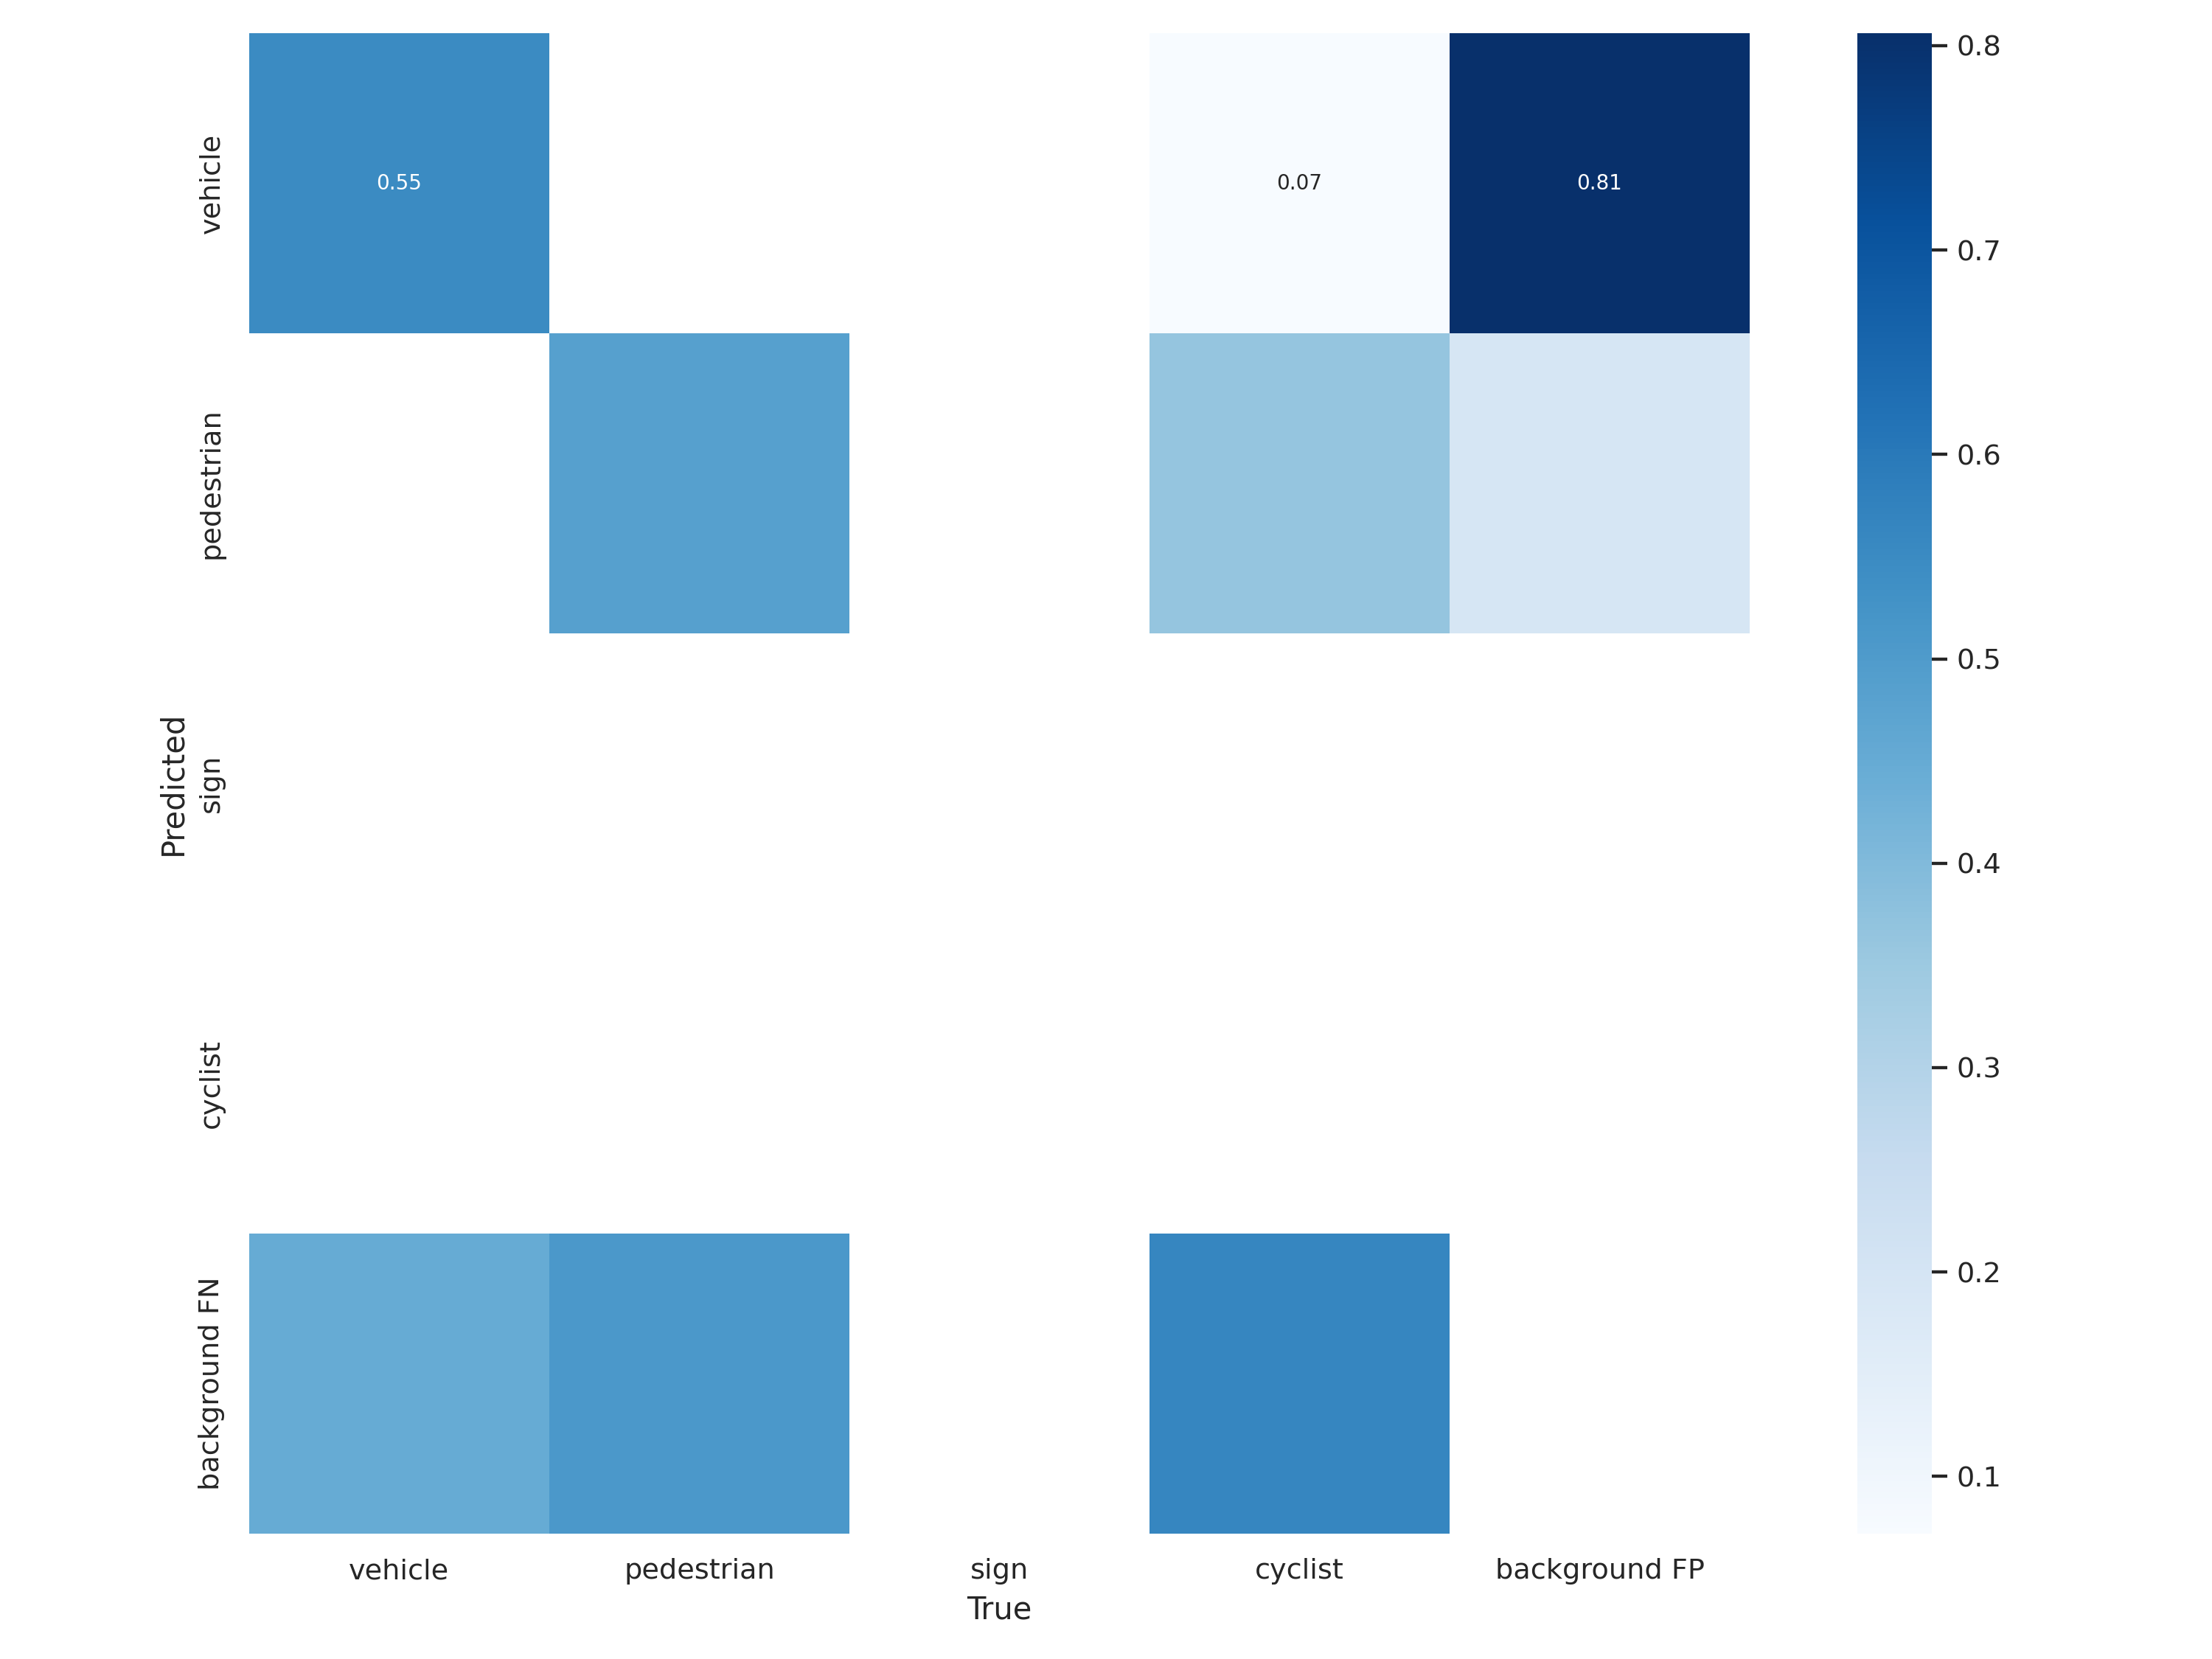 vehicle
0.55
0.07
0.81
pedestrian
sign
cyclist
background FN
Predicted
vehicle
pedestrian
sign
cyclist
background FP
True
0.8
0.7
0.6
0.5
0.4
0.3
0.2
0.1